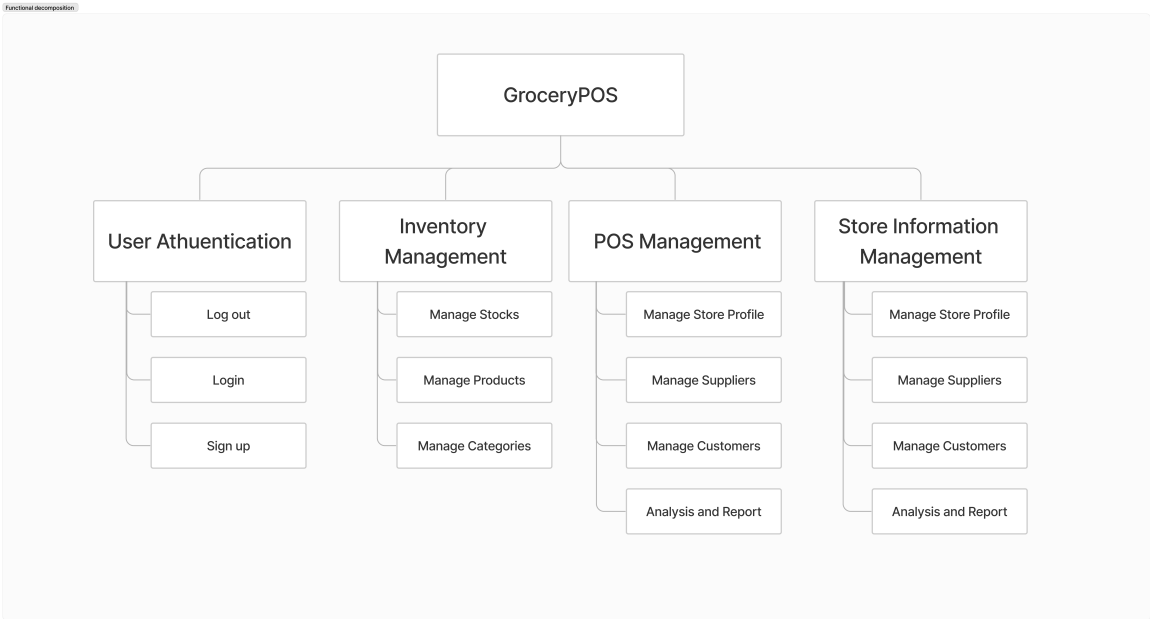 Functional decomposition
GroceryPOS
User Athuentication
Log out
Login
Sign up
Inventory
Management
Manage Stocks
Manage Products
Manage Categories
POS Management
Manage Store Profile
Manage Suppliers
Manage Customers
Analysis and Report
Store Information
Management
Manage Store Profile
Manage Suppliers
Manage Customers
Analysis and Report